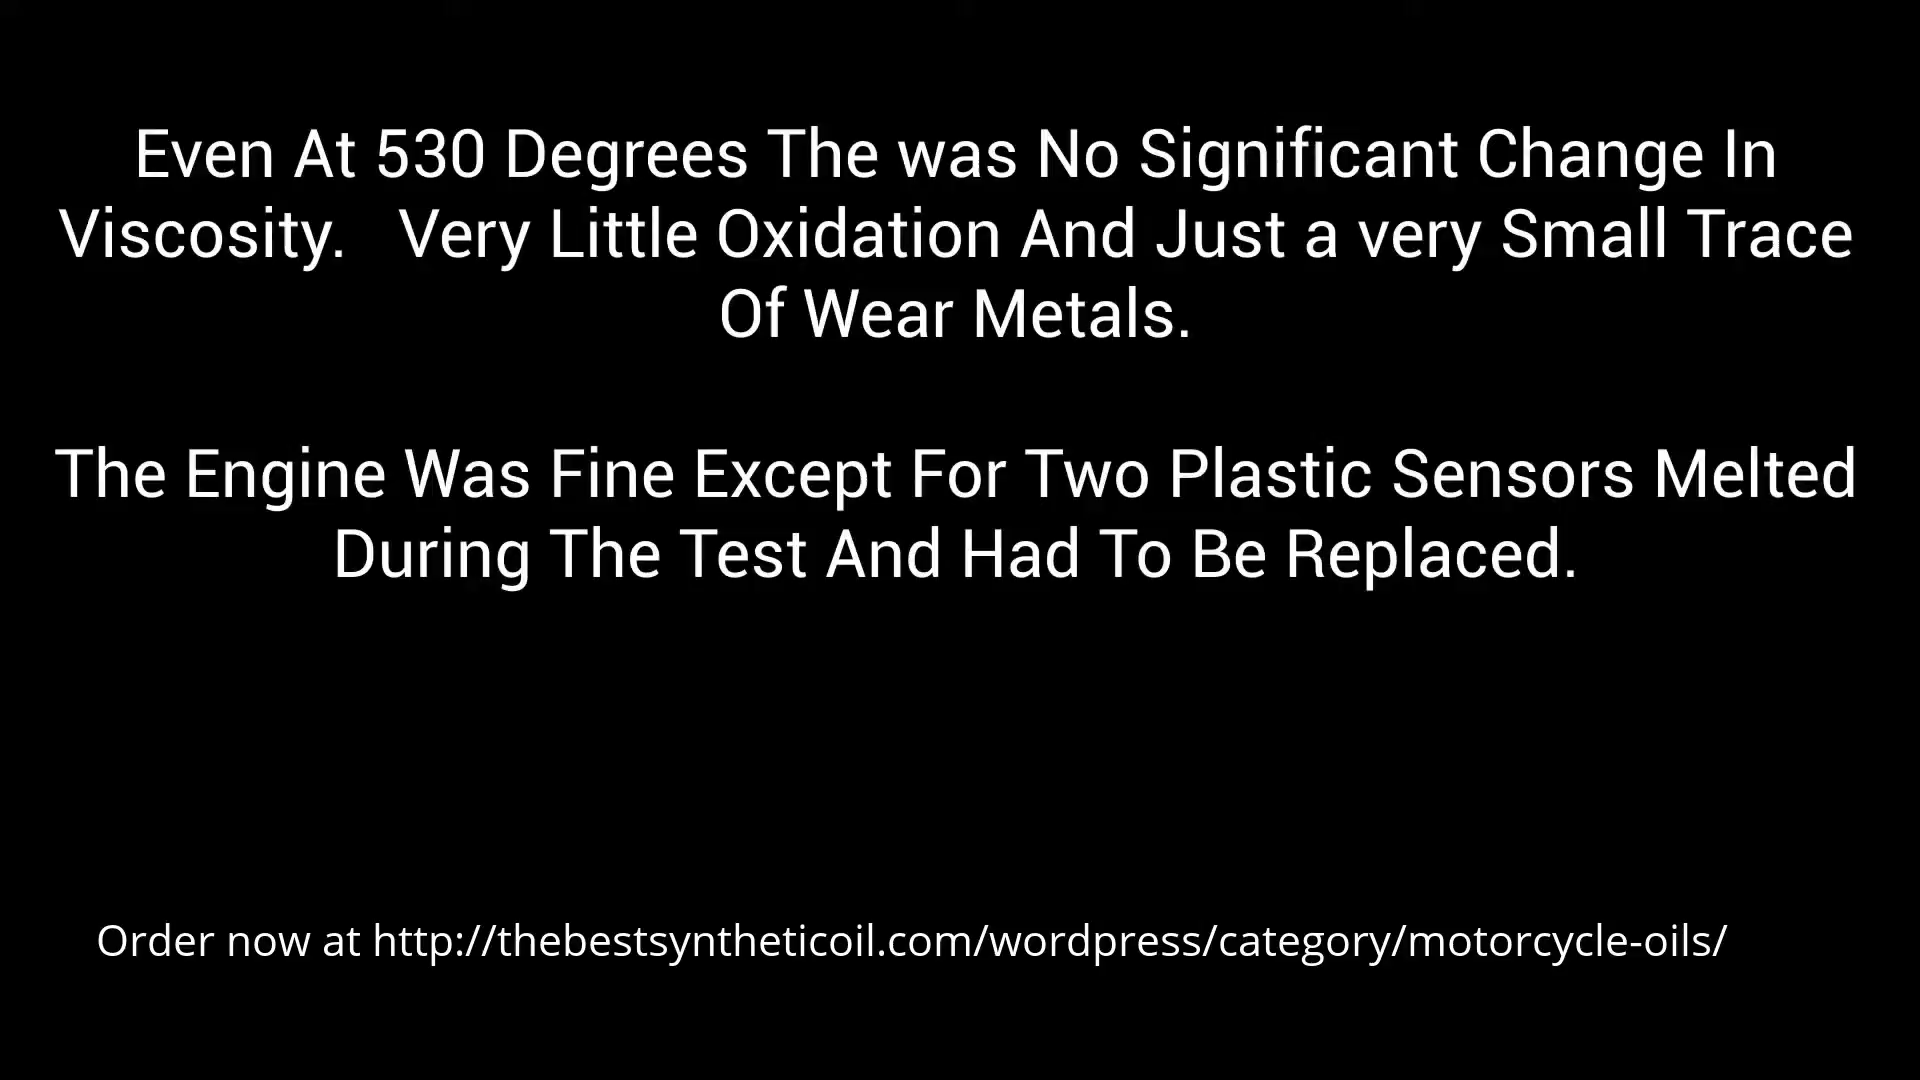 Even At 530 Degrees The was No Significant Change In
Viscosity.   Very Little Oxidation And Just a very Small Trace
Of Wear Metals.
The Engine Was Fine Except For Two Plastic Sensors Melted
During The Test And Had To Be Replaced.
Order now at http://thebestsyntheticoil.com/wordpress/category/motorcycle-oils/